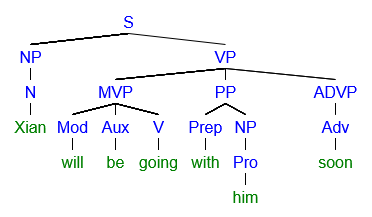 S
NP VP
N MVP PP ADVP
Xian Mod Aux V Prep NP Adv
will be going with Pro soon
him